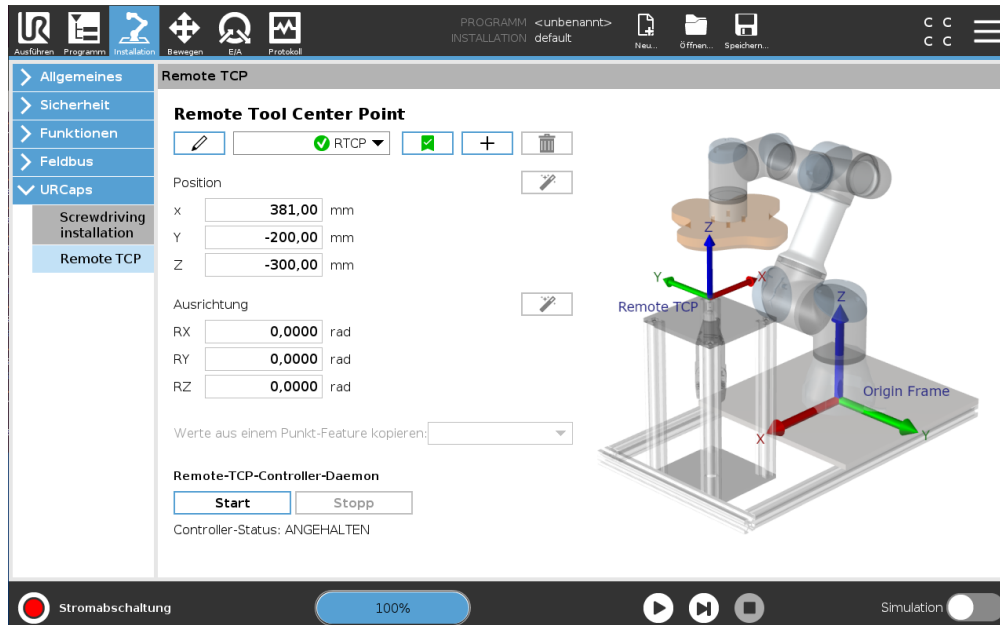 PROGRAMM <unbenannt>
INSTALLATION default
UR
Ausführen Programm Installation Bewegen E/A Protokoll Neu... Öffnen... Speichern...
C C
C C
Allgemeines
Sicherheit
Funktionen
Feldbus
URCaps
Screwdriving
installation
Remote TCP
Remote TCP
Remote Tool Center Point
RTCP
Position
x 381,00 mm
Y -200,00 mm
Z -300,00 mm
Ausrichtung
RX 0,0000 rad
RY 0,0000 rad
RZ 0,0000 rad
Werte aus einem Punkt-Feature kopieren:
Remote-TCP-Controller-Daemon
Start Stopp
Controller-Status: ANGEHALTEN
Z
Y X
Remote TCP
Z
Origin Frame
X Y
Stromabschaltung 100% Simulation